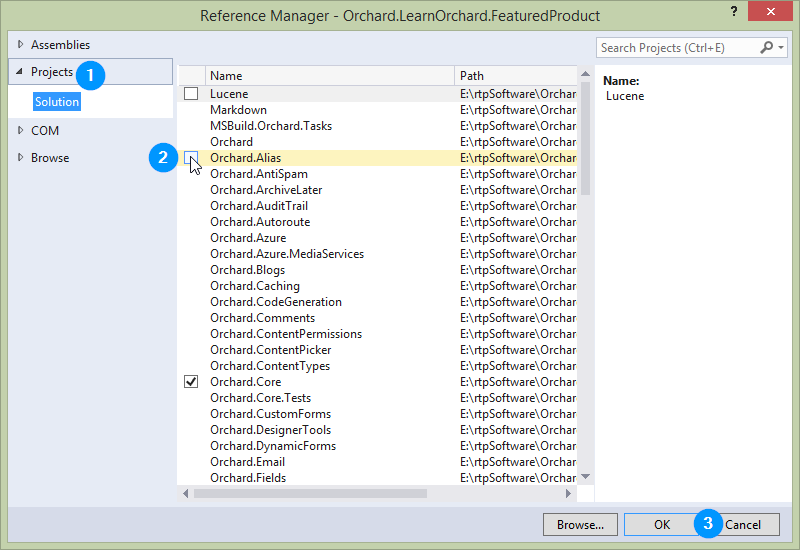 Reference Manager - Orchard.LearnOrchard.FeaturedProduct
?
Assemblies
Projects
1
Solution
COM
Browse
Search Projects (Ctrl+E)
Name Path
Lucene E:\rtpSoftware\Orchar
Markdown E:\rtpSoftware\Orchar
MSBuild.Orchard.Tasks E:\rtpSoftware\Orchar
Orchard E:\rtpSoftware\Orchar
2 Orchard.Alias E:\rtpSoftware\Orchar
Orchard.AntiSpam E:\rtpSoftware\Orchar
Orchard.ArchiveLater E:\rtpSoftware\Orchar
Orchard.AuditTrail E:\rtpSoftware\Orchar
Orchard.Autoroute E:\rtpSoftware\Orchar
Orchard.Azure E:\rtpSoftware\Orchar
Orchard.Azure.MediaServices E:\rtpSoftware\Orchar
Orchard.Blogs E:\rtpSoftware\Orchar
Orchard.Caching E:\rtpSoftware\Orchar
Orchard.CodeGeneration E:\rtpSoftware\Orchar
Orchard.Comments E:\rtpSoftware\Orchar
Orchard.ContentPermissions E:\rtpSoftware\Orchar
Orchard.ContentPicker E:\rtpSoftware\Orchar
Orchard.ContentTypes E:\rtpSoftware\Orchar
Orchard.Core E:\rtpSoftware\Orchar
Orchard.Core.Tests E:\rtpSoftware\Orchar
Orchard.CustomForms E:\rtpSoftware\Orchar
Orchard.DesignerTools E:\rtpSoftware\Orchar
Orchard.DynamicForms E:\rtpSoftware\Orchar
Orchard.Email E:\rtpSoftware\Orchar
Orchard.Fields E:\rtpSoftware\Orchar
Name:
Lucene
Browse... OK 3 Cancel